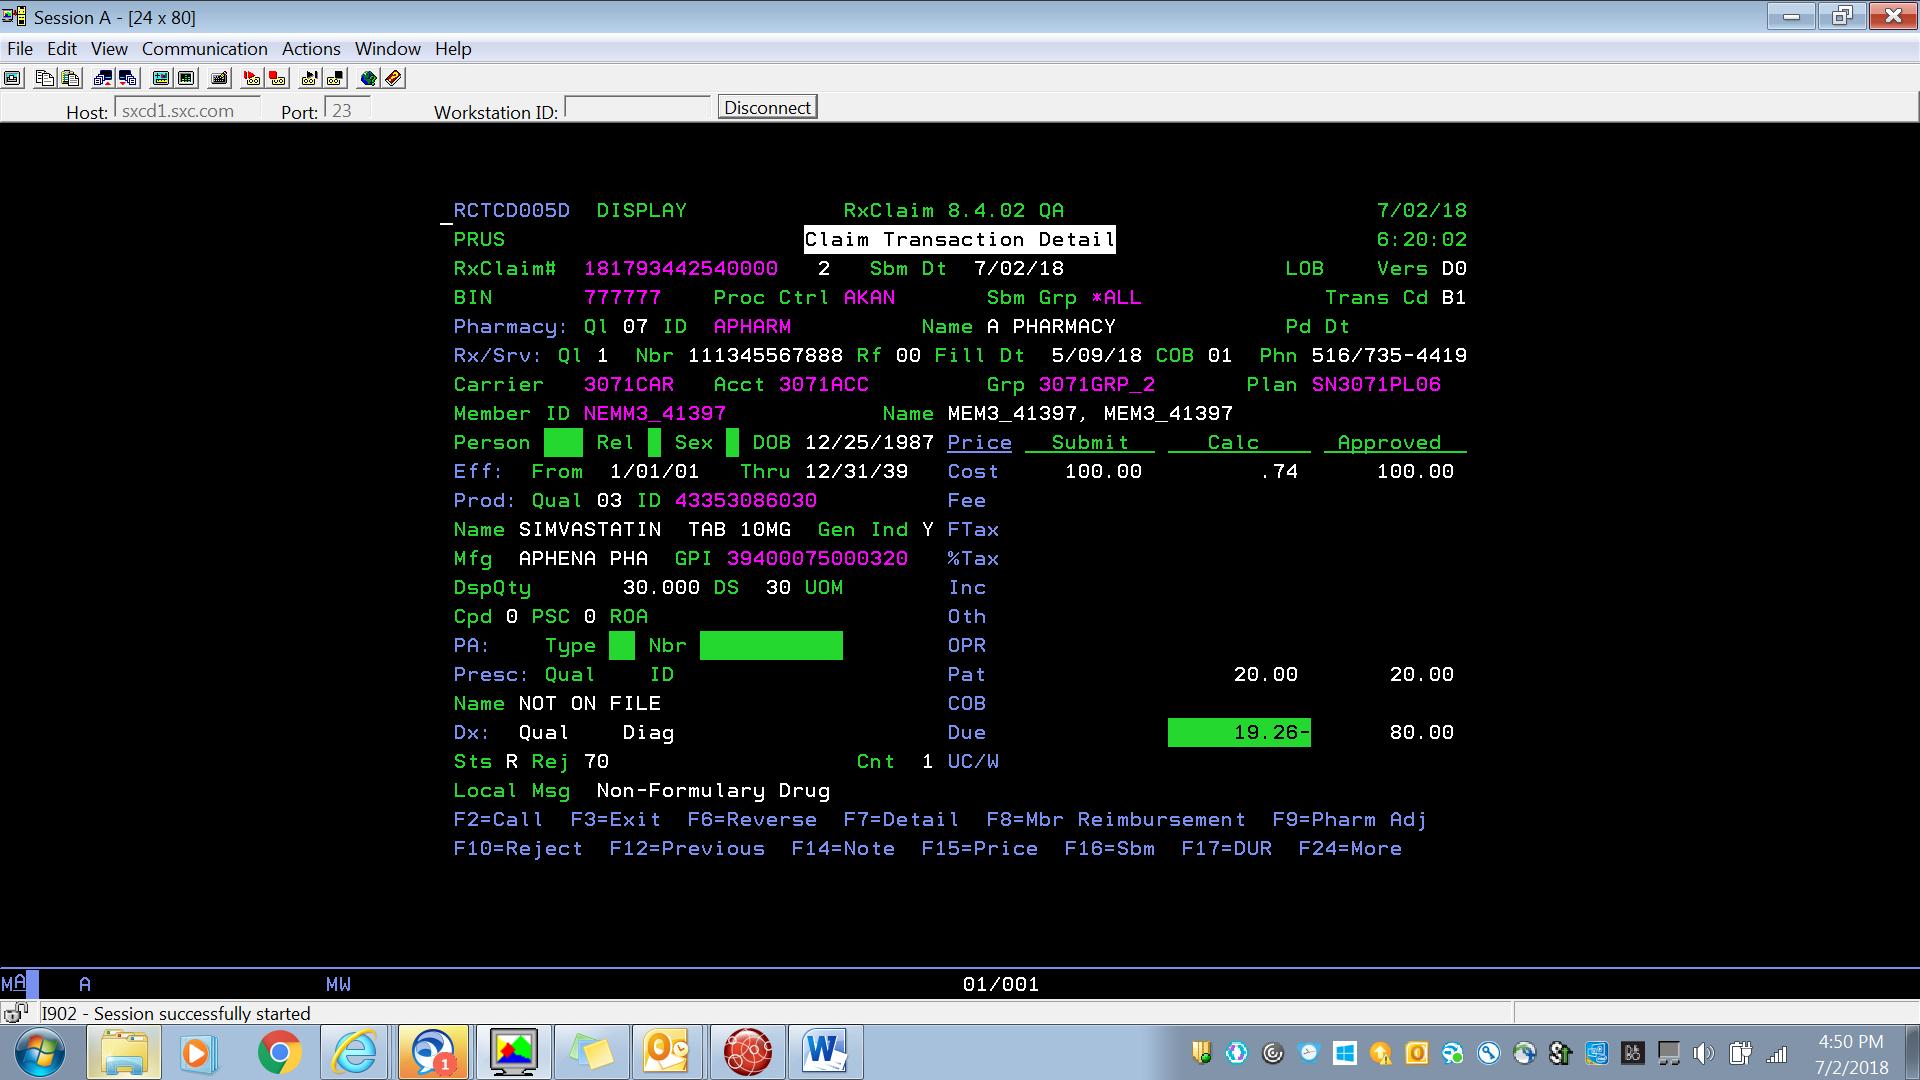 Session A - [24 x 80]
File Edit View Communication Actions Window Help
Host: sxcd1.sxc.com Port: 23 Workstation ID: Disconnect
RCTCD005D DISPLAY RxClaim 8.4.02 QA 7/02/18
PRUS Claim Transaction Detail 6:20:02
RxClaim# 181793442540000 2 Sbm Dt 7/02/18 LOB Vers D0
BIN 777777 Proc Ctrl AKAN Sbm Grp *ALL Trans Cd B1
Pharmacy: Ql 07 ID APHARM Name A PHARMACY Pd Dt
Rx/Srv: Ql 1 Nbr 111345567888 Rf 00 Fill Dt 5/09/18 COB 01 Phn 516/735-4419
Carrier 3071CAR Acct 3071ACC Grp 3071GRP_2 Plan SN3071PL06
Member ID NEMM3_41397 Name MEM3_41397, MEM3_41397
Person Rel Sex DOB 12/25/1987 Price Submit Calc Approved
Eff: From 1/01/01 Thru 12/31/39 Cost 100.00 .74 100.00
Prod: Qual 03 ID 43353086030 Fee
Name SIMVASTATIN TAB 10MG Gen Ind Y FTax
Mfg APHENA PHA GPI 39400075000320 %Tax
DspQty 30.000 DS 30 UOM Inc
Cpd 0 PSC 0 ROA Oth
PA: Type Nbr OPR
Presc: Qual ID Pat 20.00 20.00
Name NOT ON FILE COB
Dx: Qual Diag Due 19.26- 80.00
Sts R Rej 70 Cnt 1 UC/W
Local Msg Non-Formulary Drug
F2=Call F3=Exit F6=Reverse F7=Detail F8=Mbr Reimbursement F9=Pharm Adj
F10=Reject F12=Previous F14=Note F15=Price F16=Sbm F17=DUR F24=More
MA A MW 01/001
I902 - Session successfully started
1
4:50 PM
7/2/2018